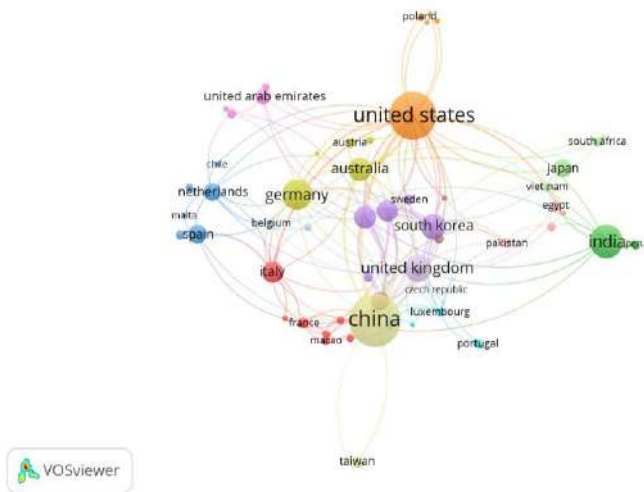 poland
united arab emirates
united states
austria
south africa
chile
australia
japan
netherlands
germany
viet nam
sweden
egypt
malta
belgium
south korea
spain
pakistan
india
peru
italy
united kingdom
czech republic
luxembourg
france
china
macao
portugal
taiwan
VOSviewer